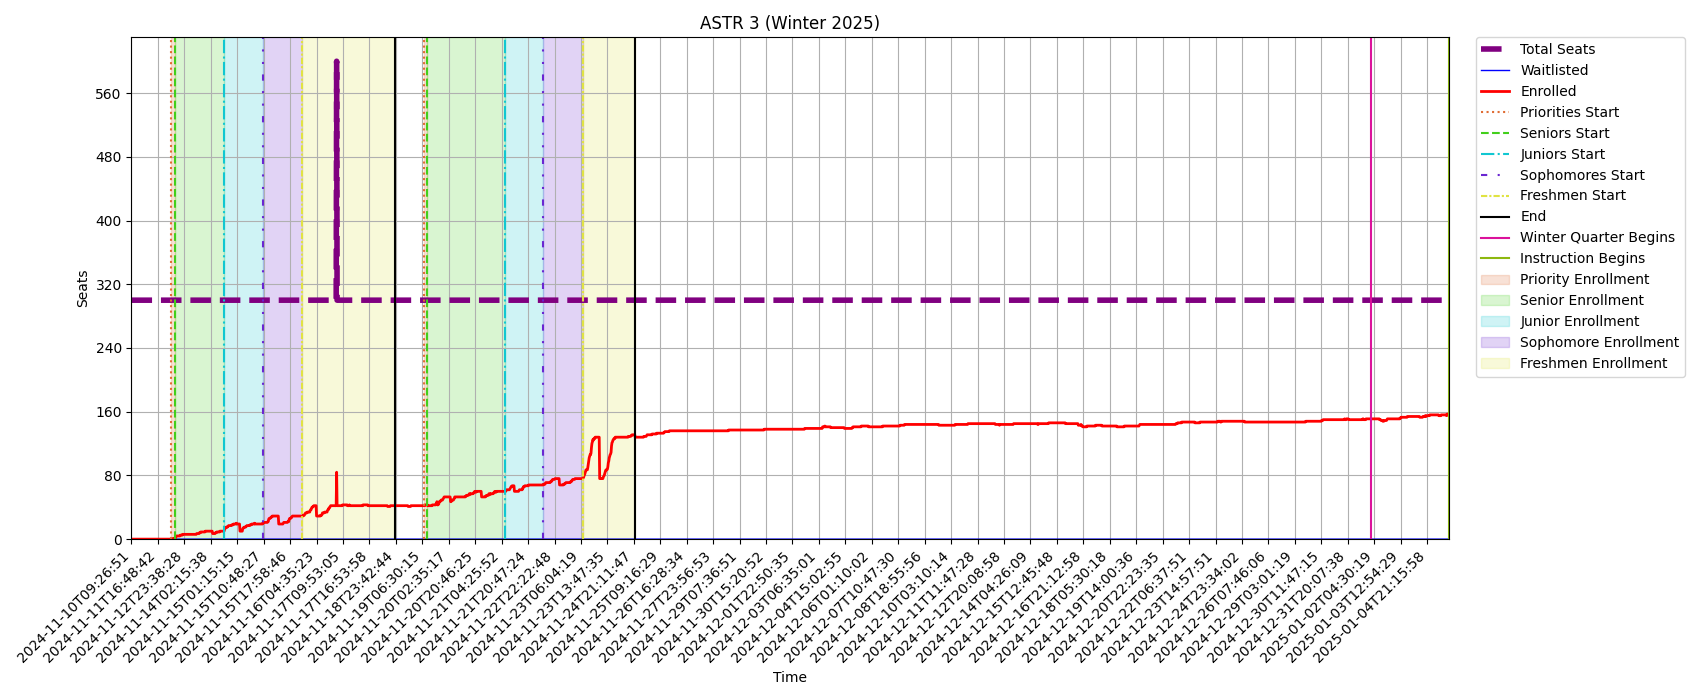 ASTR 3 (Winter 2025)
Seats
560
480
400
320
240
160
80
0
2024-11-10T09:26:51
2024-11-11T16:48:42
2024-11-12T23:38:28
2024-11-14T02:15:38
2024-11-15T01:15:15
2024-11-15T10:48:27
2024-11-15T17:58:46
2024-11-16T04:35:23
2024-11-17T09:53:05
2024-11-17T16:53:58
2024-11-18T23:42:44
2024-11-19T06:30:15
2024-11-20T02:35:17
2024-11-20T20:46:25
2024-11-21T04:25:52
2024-11-21T20:47:24
2024-11-22T22:22:48
2024-11-23T06:04:19
2024-11-23T13:47:35
2024-11-24T21:11:47
2024-11-25T09:16:29
2024-11-26T16:28:34
2024-11-27T23:56:53
2024-11-29T07:36:51
2024-11-30T15:20:52
2024-12-01T22:50:35
2024-12-03T06:35:01
2024-12-04T15:02:55
2024-12-06T01:10:02
2024-12-07T10:47:30
2024-12-08T18:55:56
2024-12-10T03:10:14
2024-12-11T11:47:28
2024-12-12T20:08:58
2024-12-14T04:26:09
2024-12-15T12:45:48
2024-12-16T21:12:58
2024-12-18T05:30:18
2024-12-19T14:00:36
2024-12-20T22:23:35
2024-12-22T06:37:51
2024-12-23T14:57:51
2024-12-24T23:34:02
2024-12-26T07:46:06
2024-12-29T03:01:19
2024-12-30T11:47:15
2024-12-31T20:07:38
2025-01-02T04:30:19
2025-01-03T12:54:29
2025-01-04T21:15:58
Time
Total Seats
Waitlisted
Enrolled
Priorities Start
Seniors Start
Juniors Start
Sophomores Start
Freshmen Start
End
Winter Quarter Begins
Instruction Begins
Priority Enrollment
Senior Enrollment
Junior Enrollment
Sophomore Enrollment
Freshmen Enrollment